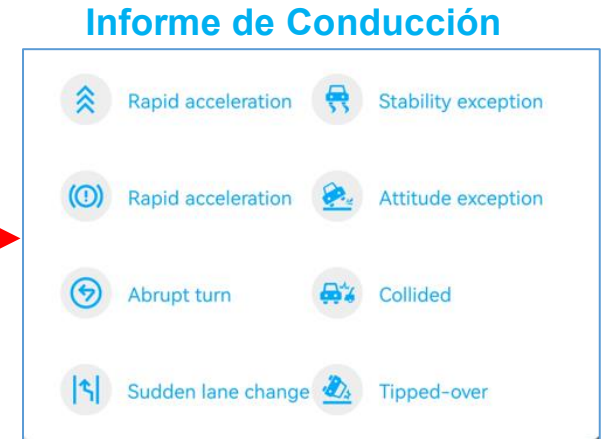 Informe de Conducción
Rapid acceleration
Stability exception
Rapid acceleration
Attitude exception
Abrupt turn
Collided
Sudden lane change
Tipped-over